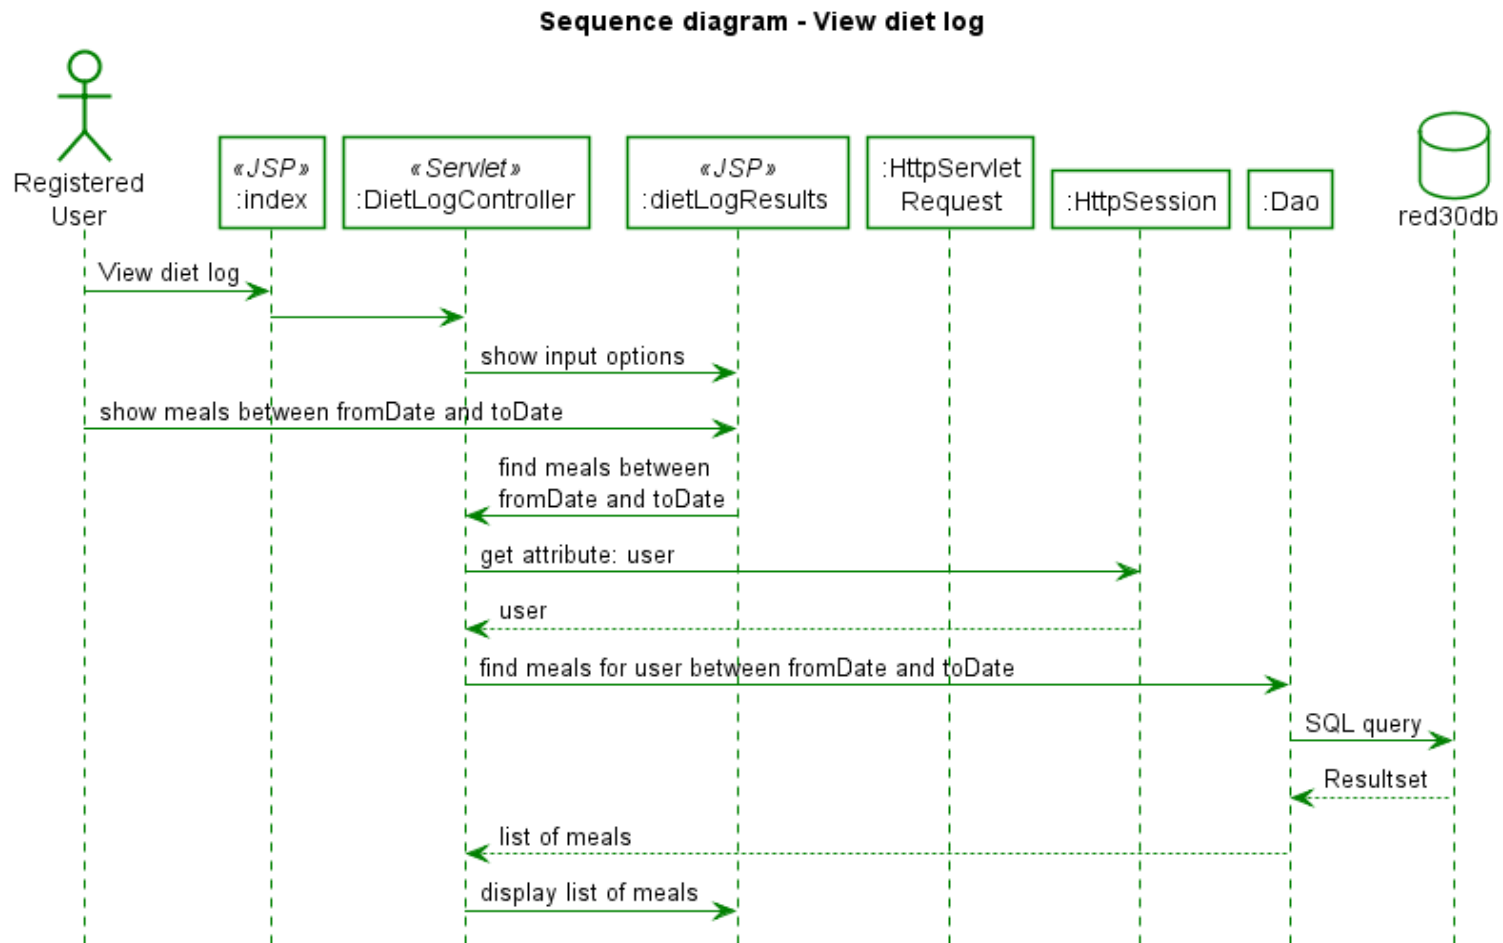 Sequence diagram - View diet log
Registered
User
«JSP»
:index
«Servlet»
:DietLogController
«JSP»
:dietLogResults
:HttpServlet
Request
:HttpSession
:Dao
red30db
View diet log
show input options
show meals between fromDate and toDate
find meals between
fromDate and toDate
get attribute: user
user
find meals for user between fromDate and toDate
SQL query
Resultset
list of meals
display list of meals